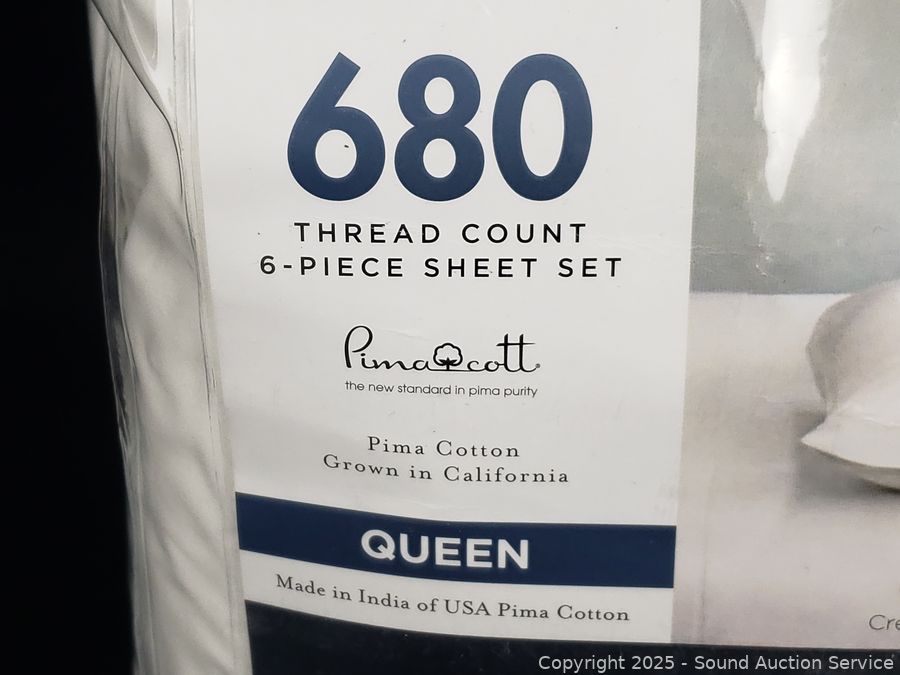 680
THREAD COUNT
6-PIECE SHEET SET
Pimacott
the new standard in pima purity
Pima Cotton
Grown in California
QUEEN
Made in India of USA Pima Cotton
Copyright 2025 - Sound Auction Service